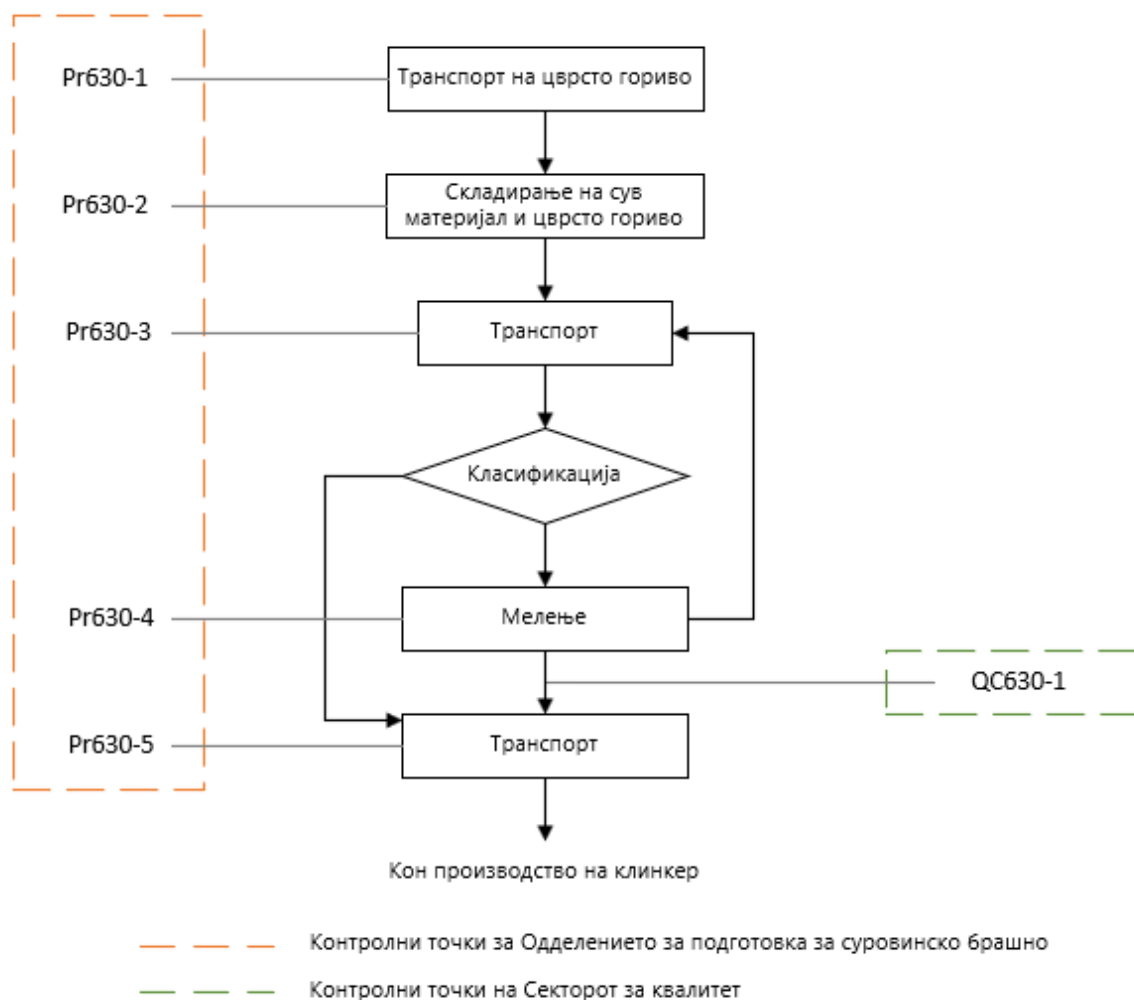 Pr630-1
Транспорт на цврсто гориво
Pr630-2
Складирање на сув
материјал и цврсто гориво
Pr630-3
Транспорт
Класификација
Pr630-4
Мелење
QC630-1
Pr630-5
Транспорт
Кон производство на клинкер
Контролни точки за Одделението за подготовка за суровинско брашно
Контролни точки на Секторот за квалитет